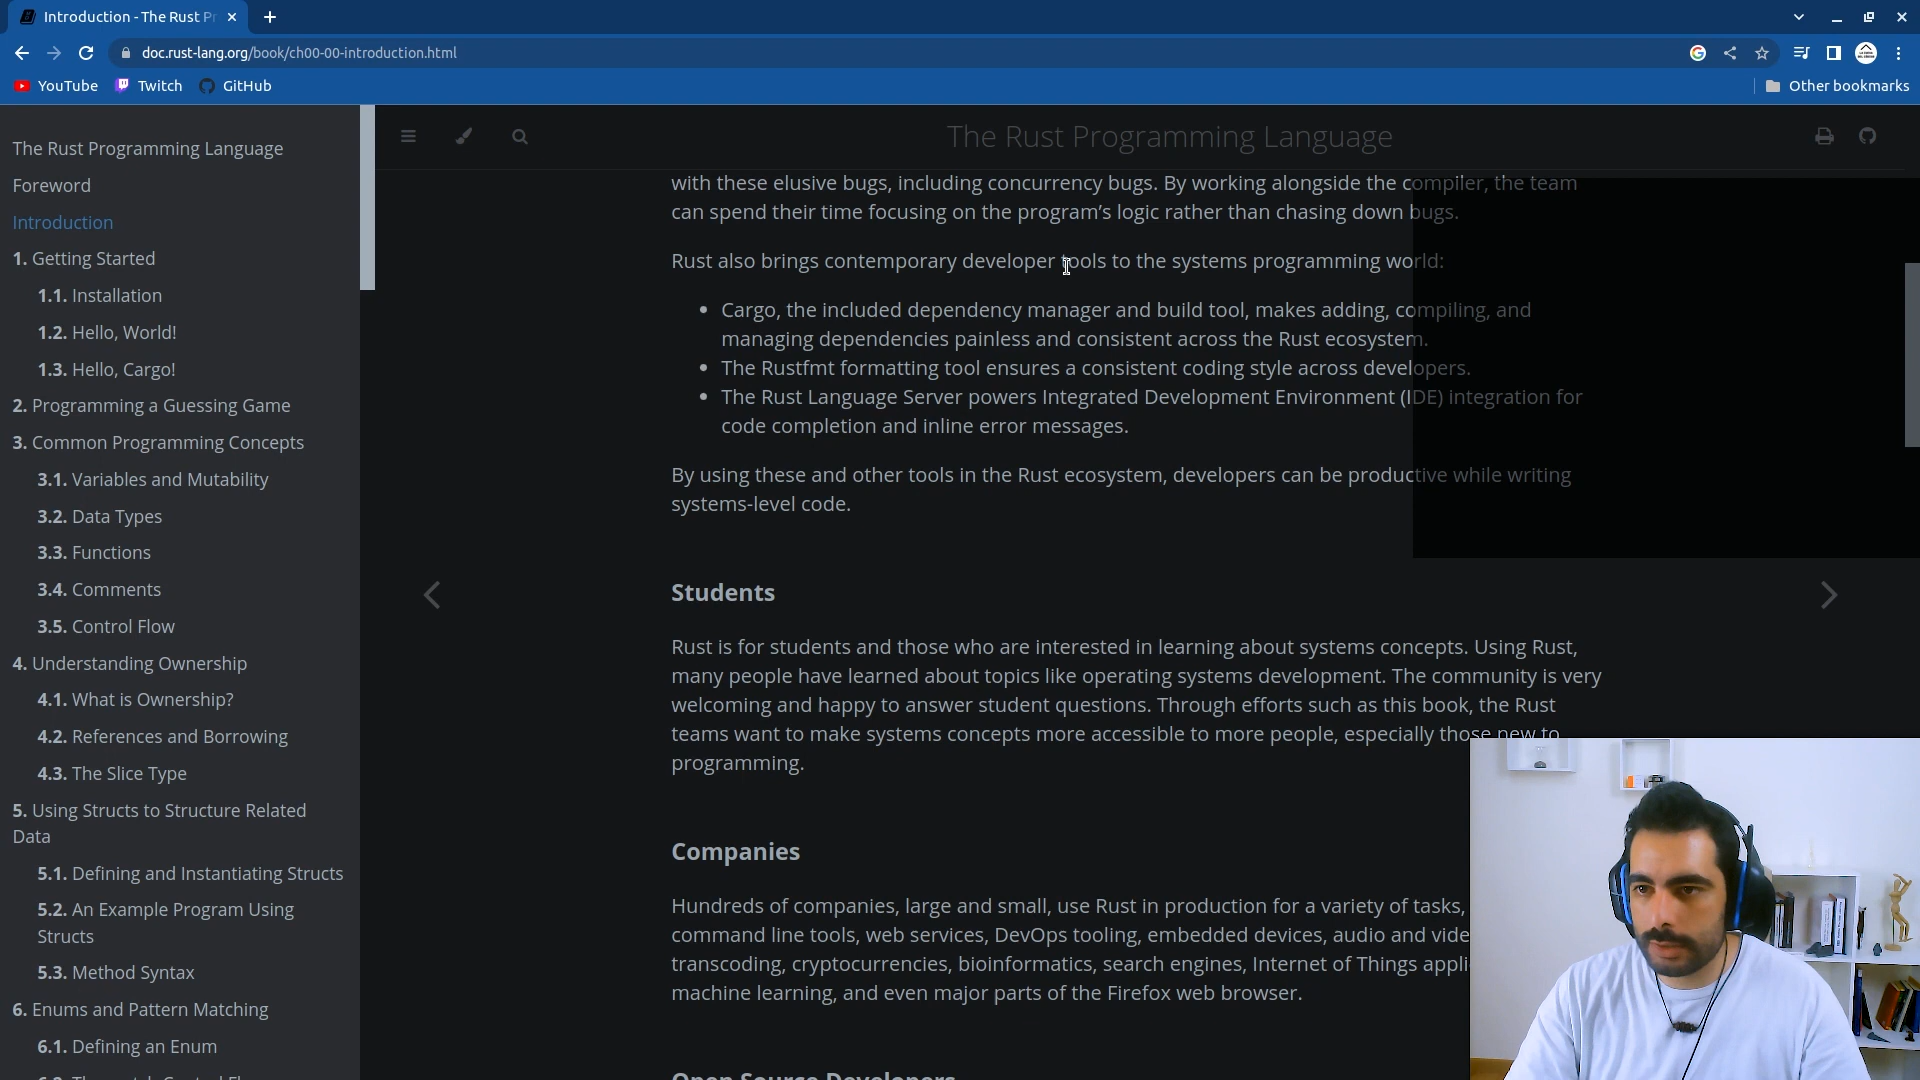 Introduction - The Rust Pr
doc.rust-lang.org/book/ch00-00-introduction.html
YouTube
Twitch
GitHub
Other bookmarks
The Rust Programming Language
Foreword
Introduction
1. Getting Started
1.1. Installation
1.2. Hello, World!
1.3. Hello, Cargo!
2. Programming a Guessing Game
3. Common Programming Concepts
3.1. Variables and Mutability
3.2. Data Types
3.3. Functions
3.4. Comments
3.5. Control Flow
4. Understanding Ownership
4.1. What is Ownership?
4.2. References and Borrowing
4.3. The Slice Type
5. Using Structs to Structure Related
Data
5.1. Defining and Instantiating Structs
5.2. An Example Program Using
Structs
5.3. Method Syntax
6. Enums and Pattern Matching
6.1. Defining an Enum
The Rust Programming Language
with these elusive bugs, including concurrency bugs. By working alongside the compiler, the team
can spend their time focusing on the program’s logic rather than chasing down bugs.
Rust also brings contemporary developer tools to the systems programming world:
• Cargo, the included dependency manager and build tool, makes adding, compiling, and
managing dependencies painless and consistent across the Rust ecosystem.
• The Rustfmt formatting tool ensures a consistent coding style across developers.
• The Rust Language Server powers Integrated Development Environment (IDE) integration for
code completion and inline error messages.
By using these and other tools in the Rust ecosystem, developers can be productive while writing
systems-level code.
Students
Rust is for students and those who are interested in learning about systems concepts. Using Rust,
many people have learned about topics like operating systems development. The community is very
welcoming and happy to answer student questions. Through efforts such as this book, the Rust
teams want to make systems concepts more accessible to more people, especially those new to
programming.
Companies
Hundreds of companies, large and small, use Rust in production for a variety of tasks,
command line tools, web services, DevOps tooling, embedded devices, audio and vide
transcoding, cryptocurrencies, bioinformatics, search engines, Internet of Things appli
machine learning, and even major parts of the Firefox web browser.
Open Source Developers